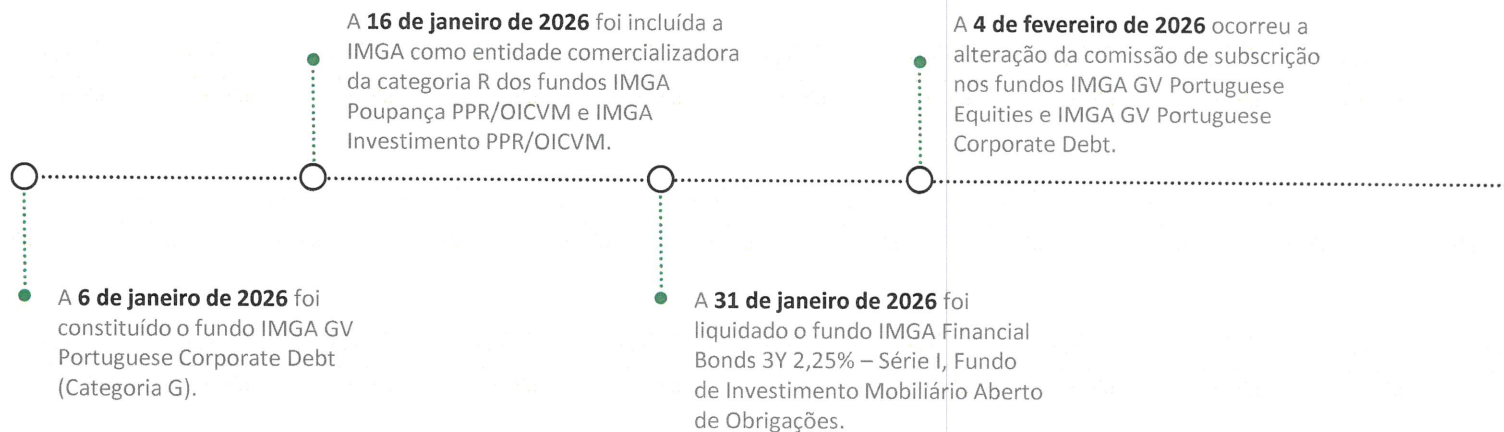 A 16 de janeiro de 2026 foi incluída a
IMGA como entidade comercializadora
da categoria R dos fundos IMGA
Poupança PPR/OICVM e IMGA
Investimento PPR/OICVM.
A 4 de fevereiro de 2026 ocorreu a
alteração da comissão de subscrição
nos fundos IMGA GV Portuguese
Equities e IMGA GV Portuguese
Corporate Debt.
A 6 de janeiro de 2026 foi
constituído o fundo IMGA GV
Portuguese Corporate Debt
(Categoria G).
A 31 de janeiro de 2026 foi
liquidado o fundo IMGA Financial
Bonds 3Y 2,25% – Série I, Fundo
de Investimento Mobiliário Aberto
de Obrigações.